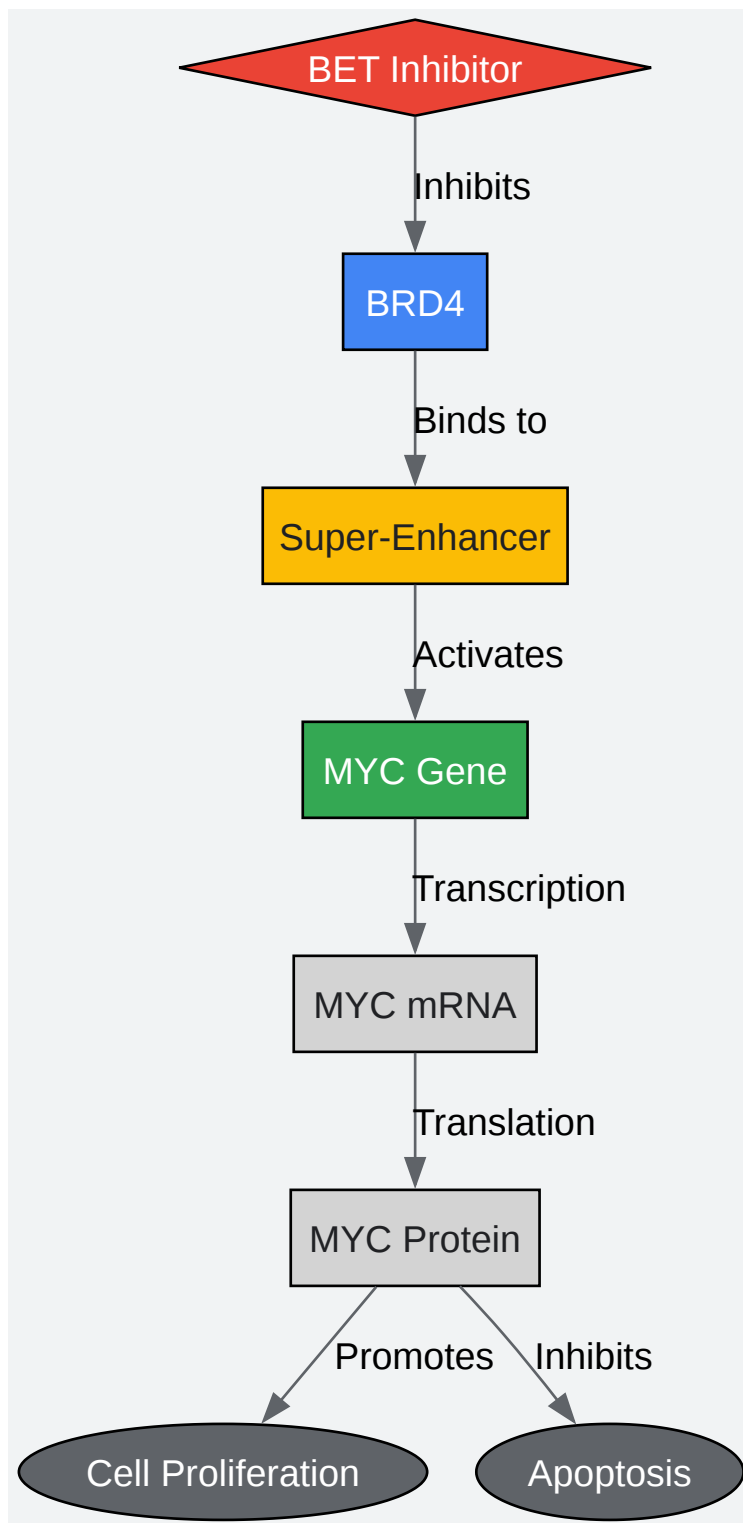 BET Inhibitor
Inhibits
BRD4
Binds to
Super-Enhancer
Activates
MYC Gene
Transcription
MYC mRNA
Translation
MYC Protein
Promotes
Inhibits
Cell Proliferation
Apoptosis